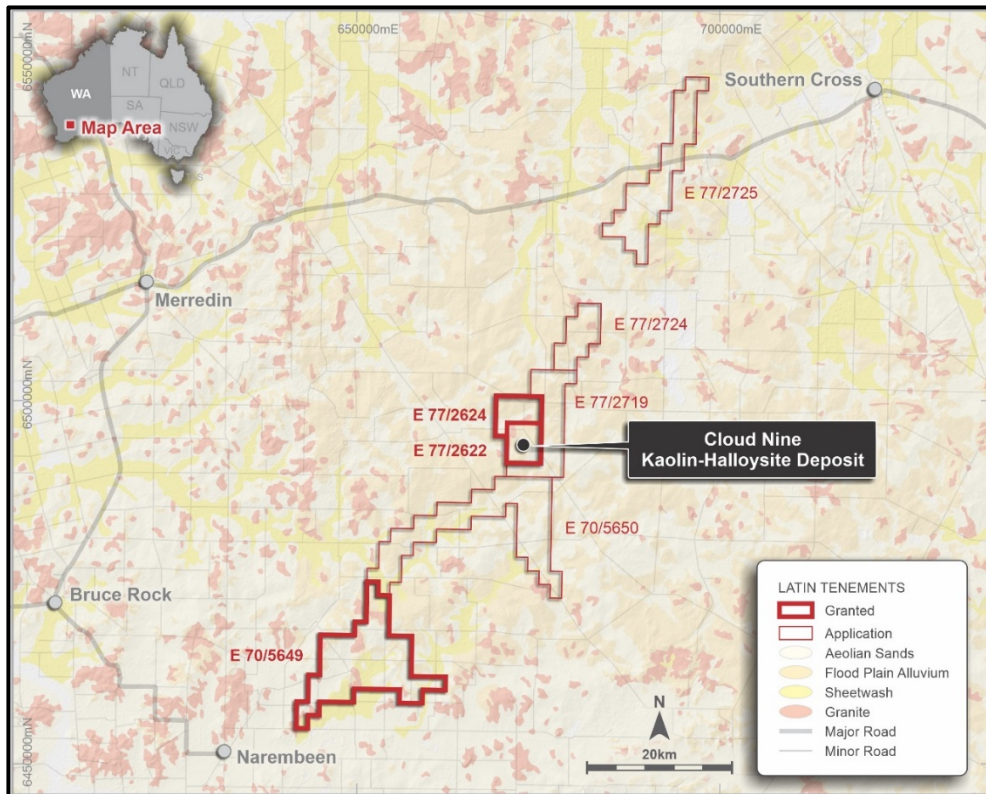 650000mE
700000mE
6550000mN
NT
QLD
WA
SA
NSW
VIC
Map Area
Southern Cross
E 77/2725
Merredin
E 77/2724
6500000mN
E 77/2719
E 77/2624
E 77/2622
Cloud Nine
Kaolin-Halloysite Deposit
E 70/5650
Bruce Rock
E 70/5649
Narembeen
6450000mN
N
20km
LATIN TENEMENTS
Granted
Application
Aeolian Sands
Flood Plain Alluvium
Sheetwash
Granite
Major Road
Minor Road